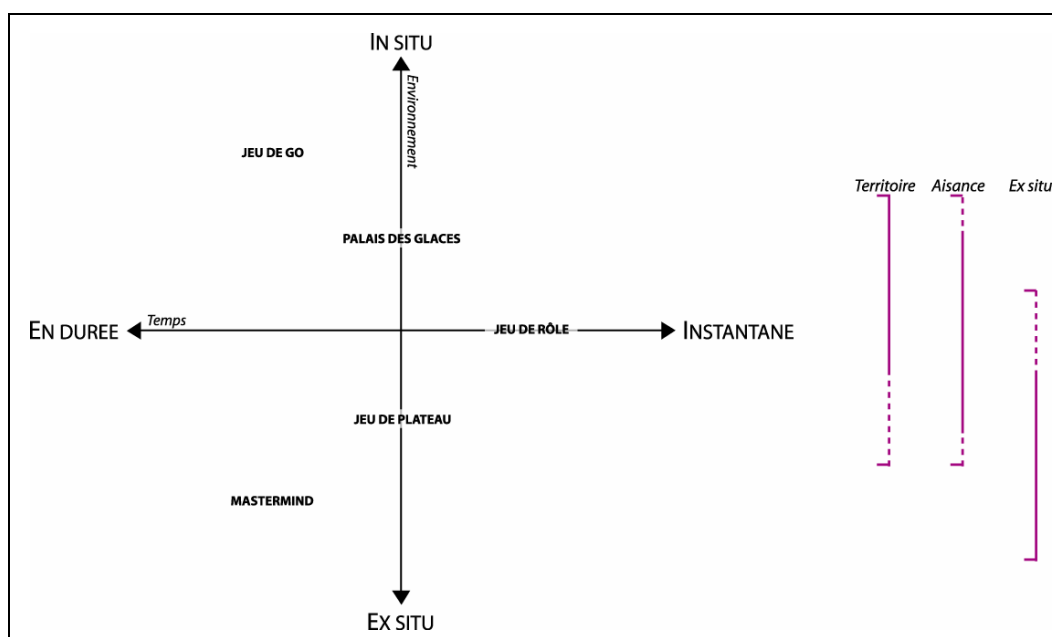 IN SITU
Environnement
JEU DE GO
Territoire
Aisance
Ex situ
PALAIS DES GLACES
EN DUREE
Temps
JEU DE RÔLE
INSTANTANE
JEU DE PLATEAU
MASTERMIND
EX SITU